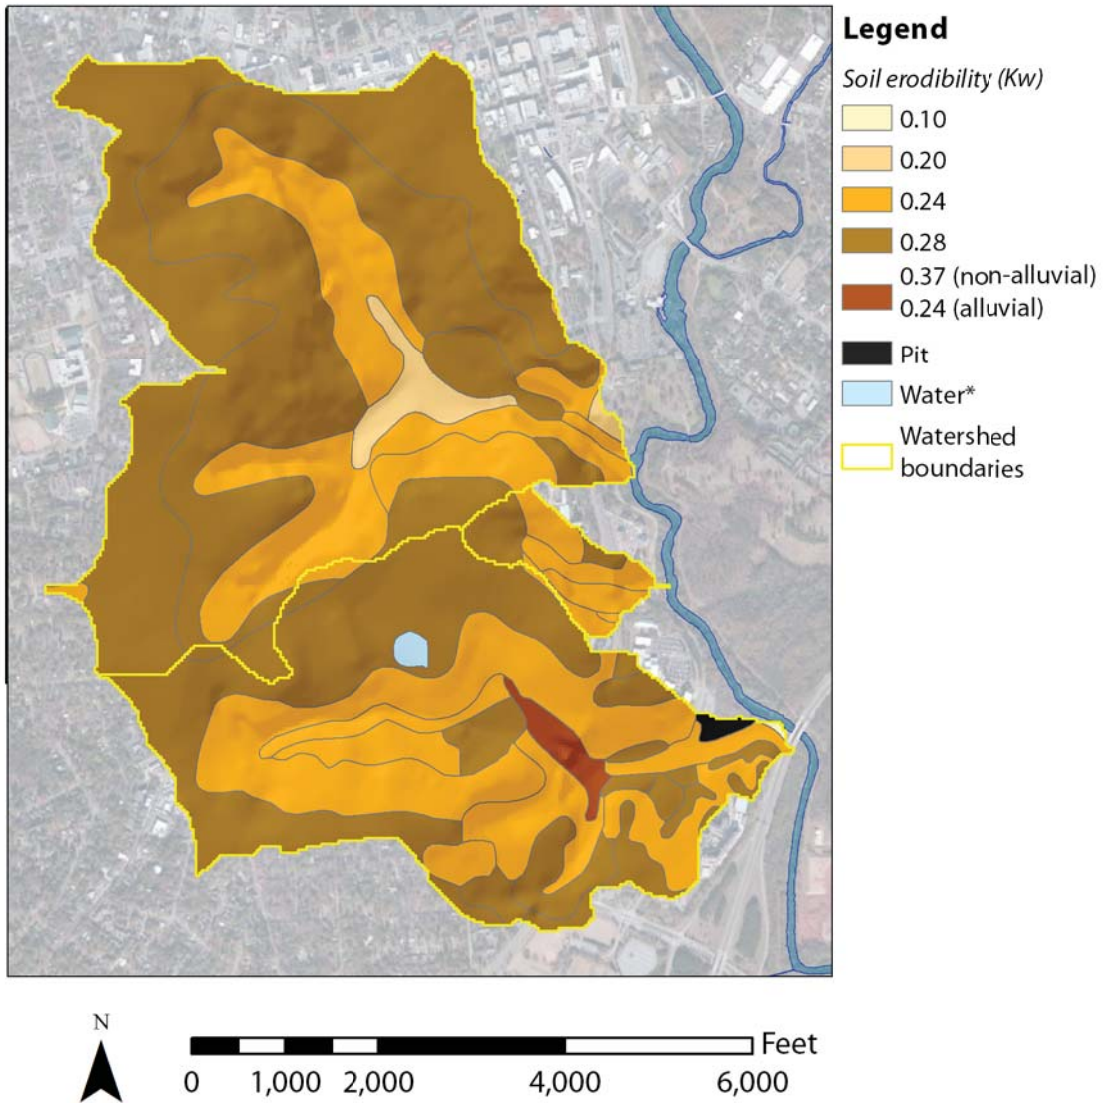 Legend
Soil erodibility (Kw)
0.10
0.20
0.24
0.28
0.37 (non-alluvial)
0.24 (alluvial)
Pit
Water*
Watershed
boundaries
N
Feet
0 1,000 2,000 4,000 6,000